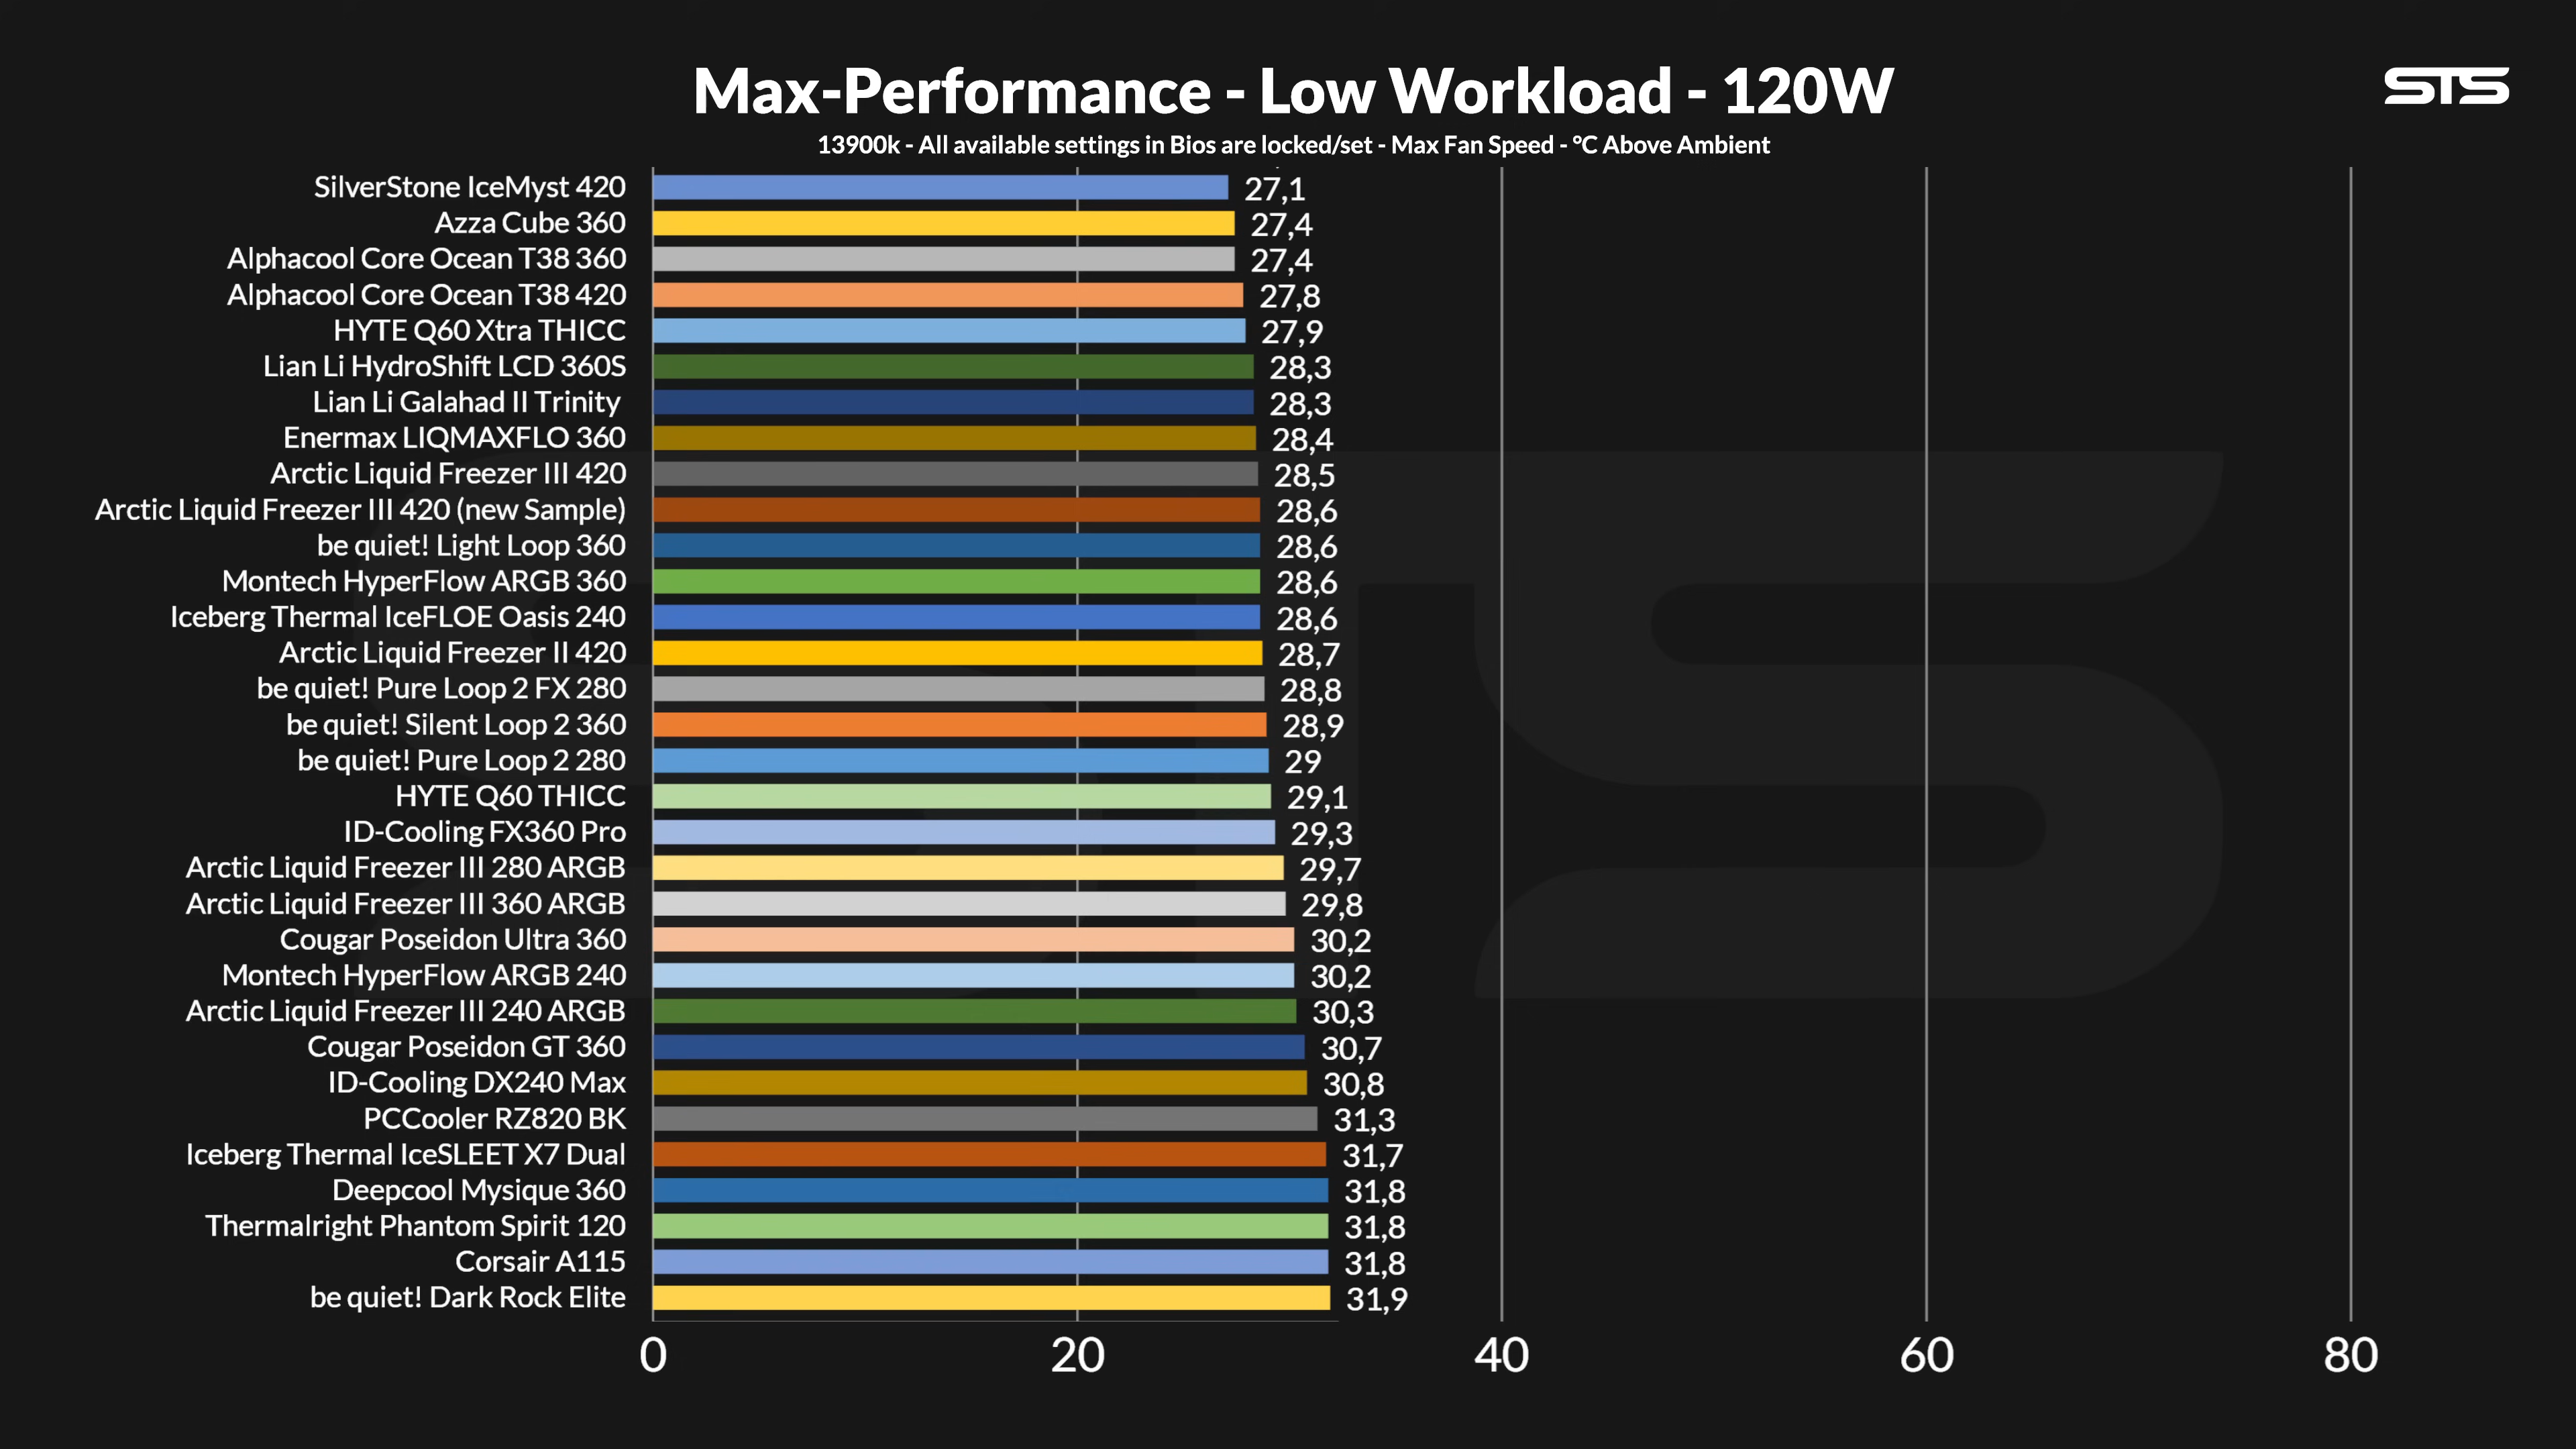 Max-Performance - Low Workload - 120W
STS
13900k - All available settings in Bios are locked/set - Max Fan Speed - °C Above Ambient
SilverStone IceMyst 420 27,1
Azza Cube 360 27,4
Alphacool Core Ocean T38 360 27,4
Alphacool Core Ocean T38 420 27,8
HYTE Q60 Xtra THICC 27,9
Lian Li HydroShift LCD 360S 28,3
Lian Li Galahad II Trinity 28,3
Enermax LIQMAXFLO 360 28,4
Arctic Liquid Freezer III 420 28,5
Arctic Liquid Freezer III 420 (new Sample) 28,6
be quiet! Light Loop 360 28,6
Montech HyperFlow ARGB 360 28,6
Iceberg Thermal IceFLOE Oasis 240 28,6
Arctic Liquid Freezer II 420 28,7
be quiet! Pure Loop 2 FX 280 28,8
be quiet! Silent Loop 2 360 28,9
be quiet! Pure Loop 2 280 29
HYTE Q60 THICC 29,1
ID-Cooling FX360 Pro 29,3
Arctic Liquid Freezer III 280 ARGB 29,7
Arctic Liquid Freezer III 360 ARGB 29,8
Cougar Poseidon Ultra 360 30,2
Montech HyperFlow ARGB 240 30,2
Arctic Liquid Freezer III 240 ARGB 30,3
Cougar Poseidon GT 360 30,7
ID-Cooling DX240 Max 30,8
PCCooler RZ820 BK 31,3
Iceberg Thermal IceSLEET X7 Dual 31,7
Deepcool Mysique 360 31,8
Thermalright Phantom Spirit 120 31,8
Corsair A115 31,8
be quiet! Dark Rock Elite 31,9
0 20 40 60 80